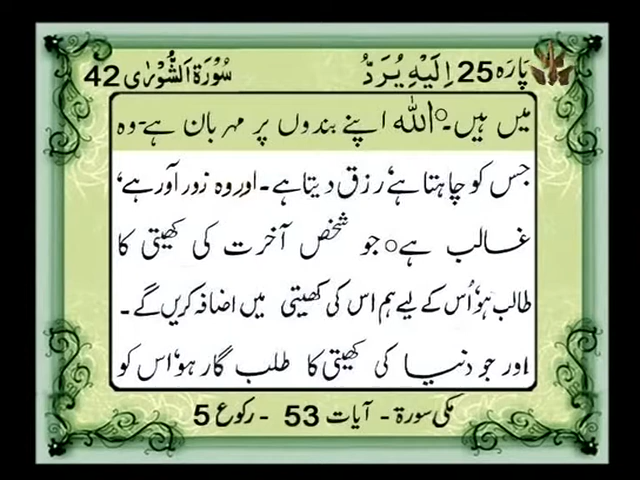 پَارَہ 25 اِلَیْہِ یُرَدُّ سُوْرَۃُ الشُّوْرٰی 42
میں ہیں۔○ اللہ اپنے بندوں پر مہربان ہے۔ وہ
جس کو چاہتا ہے‘ رزق دیتا ہے۔ اور وہ زور آور ہے‘
غالب ہے○ جو شخص آخرت کی کھیتی کا
طالب ہو‘ اُس کے لیے ہم اس کی کھیتی میں اضافہ کریں گے۔
اور جو دنیا کی کھیتی کا طلب گار ہو‘ اس کو
مکی سورۃ - آیات 53 - رکوع 5